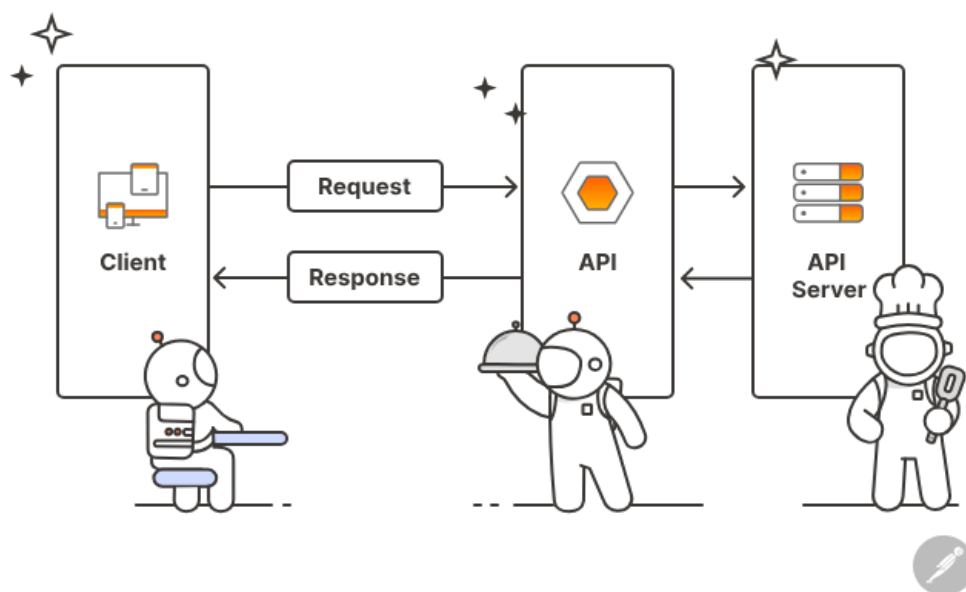 Request
Client
Response
API
API
Server